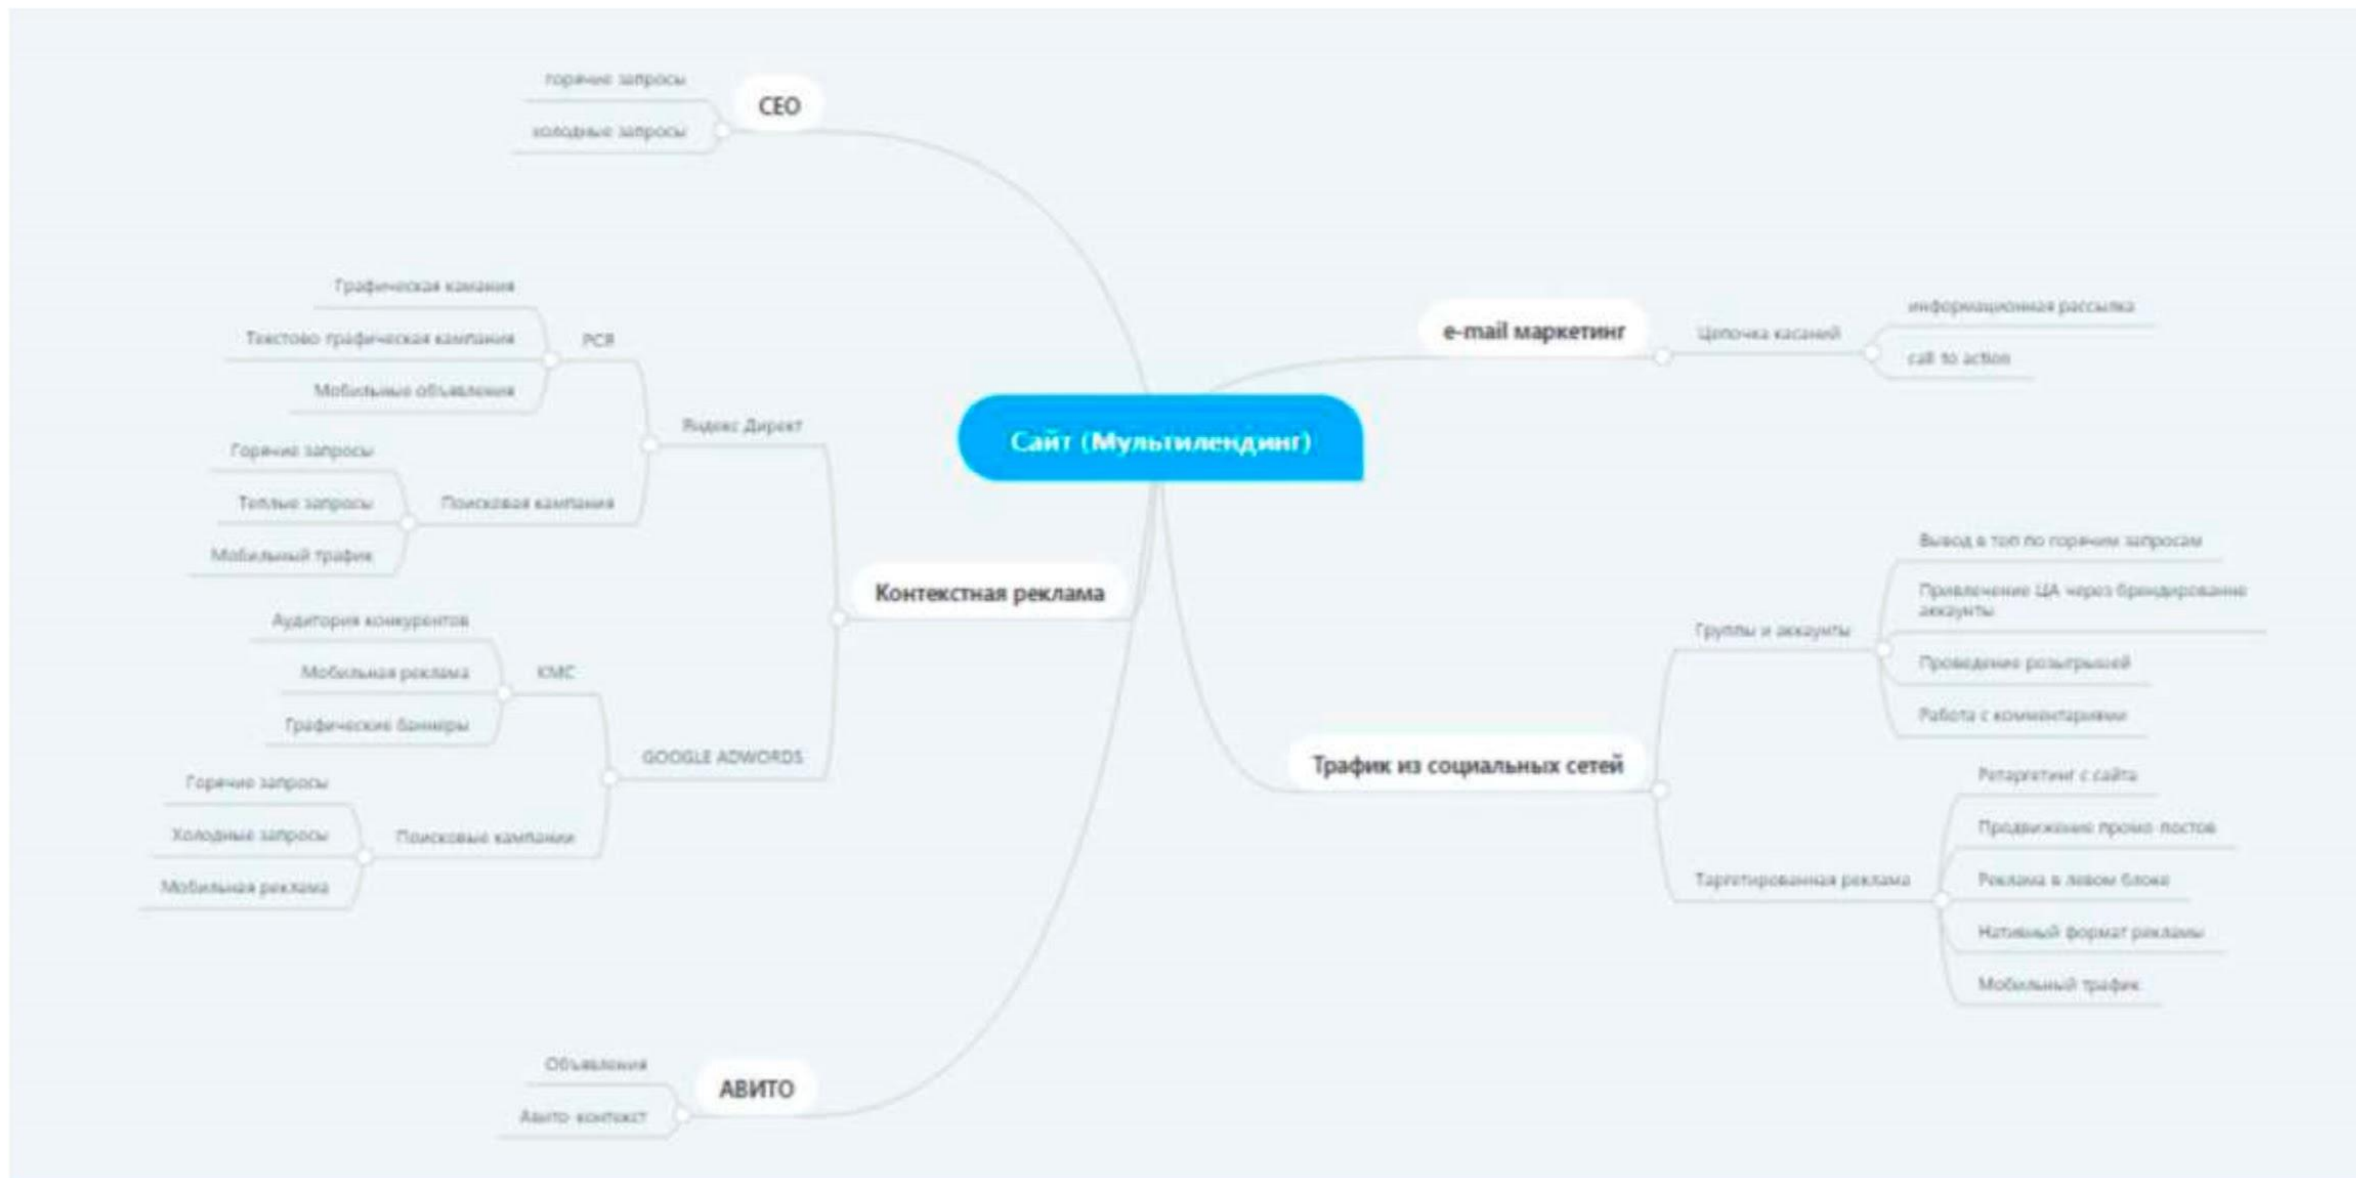 горячие запросы
СЕО
холодные запросы
Графическая камания
Текстово графическая кампания
РСЯ
Мобильные объявления
Яндекс Директ
Горячие запросы
Теплые запросы
Поисковая кампания
Мобильный трафик
Контекстная реклама
Аудитория конкурентов
Мобильная реклама
КМС
Графические баннеры
GOOGLE ADWORDS
Горячие запросы
Холодные запросы
Поисковые кампании
Мобильная реклама
Объявления
АВИТО
Авито контекст
Сайт (Мультилендинг)
e-mail маркетинг
Цепочка касаний
информационная рассылка
call to action
Трафик из социальных сетей
Группы и аккаунты
Вывод в топ по горячим запросам
Привлечение ЦА через брендирование
аккаунты
Проведение розыгрышей
Работа с комментариями
Таргетированная реклама
Ретаргетинг с сайта
Продвижение промо постов
Реклама в левом блоке
Нативный формат рекламы
Мобильный трафик